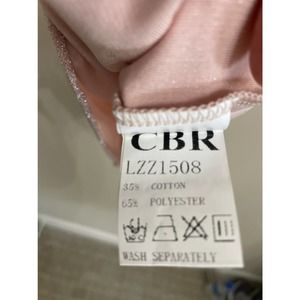 CBR
LZZ1508
35% COTTON
65% POLYESTER
WASH SEPARATELY